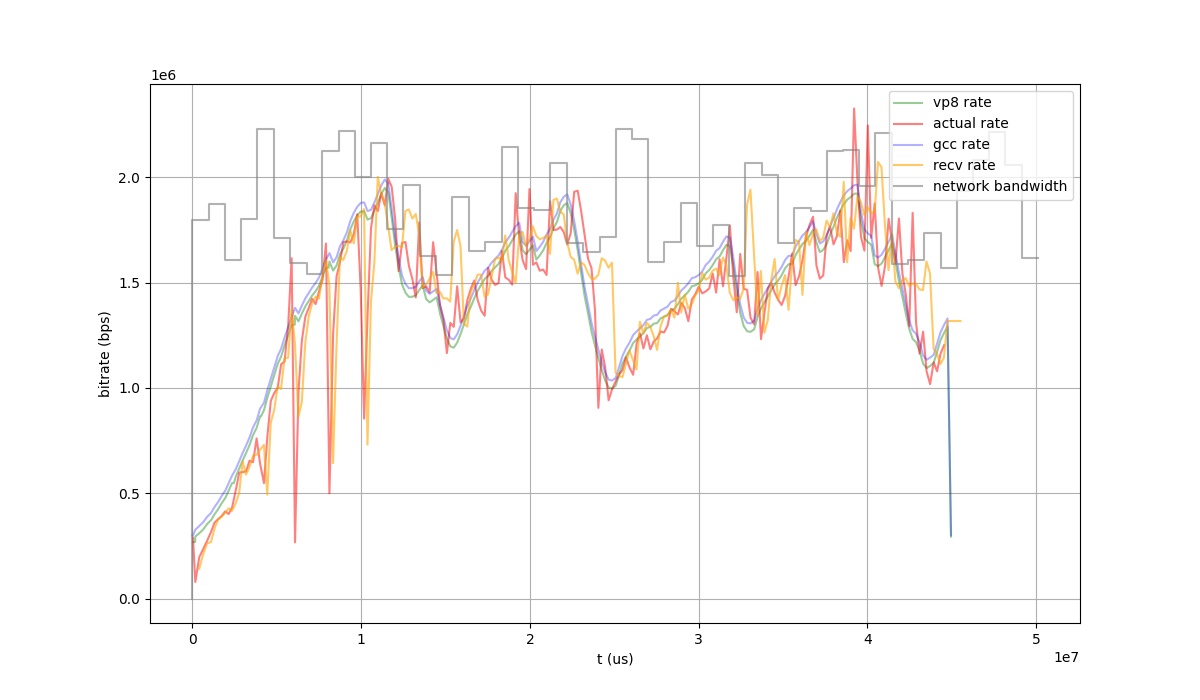 1e6
vp8 rate
actual rate
gcc rate
recv rate
network bandwidth
2.0
1.5
1.0
0.5
0.0
bitrate (bps)
0 1 2 3 4 5
t (us)
1e7